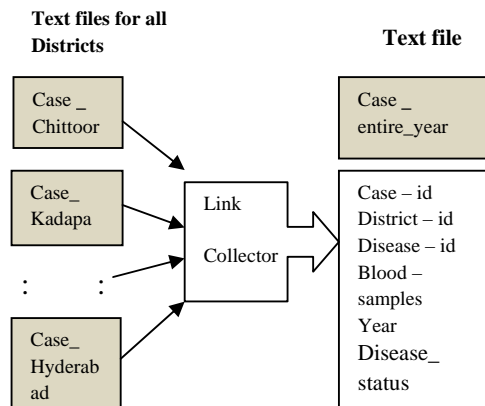 Text files for all
Districts
Case _
Chittoor
Case_
Kadapa
:    :
Case_
Hyderab
ad
Link
Collector
Text file
Case _
entire_year
Case – id
District – id
Disease – id
Blood –
samples
Year
Disease_
status